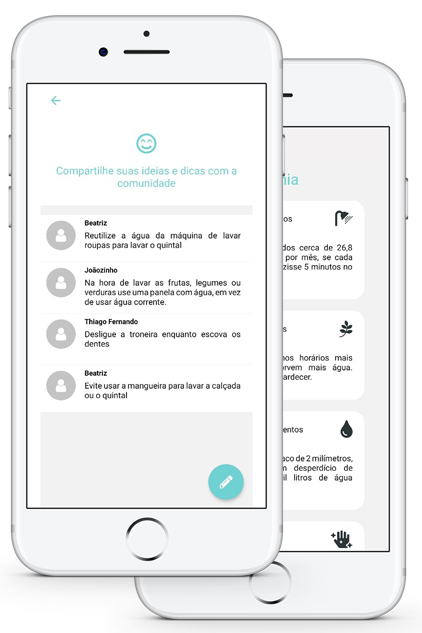 Compartilhe suas ideias e dicas com a
comunidade
Beatriz
Reutilize a água da máquina de lavar
roupas para lavar o quintal
Joãozinho
Na hora de lavar as frutas, legumes ou
verduras use uma panela com água, em vez
de usar água corrente.
Thiago Fernando
Desligue a troneira enquanto escova os
dentes
Beatriz
Evite usar a mangueira para lavar a calçada
ou o quintal
nia
os
dos cerca de 26,8
por mês, se cada
zisse 5 minutos no
s
nos horários mais
rvem mais água.
ardecer.
entos
aco de 2 milímetros,
m desperdício de
il litros de água